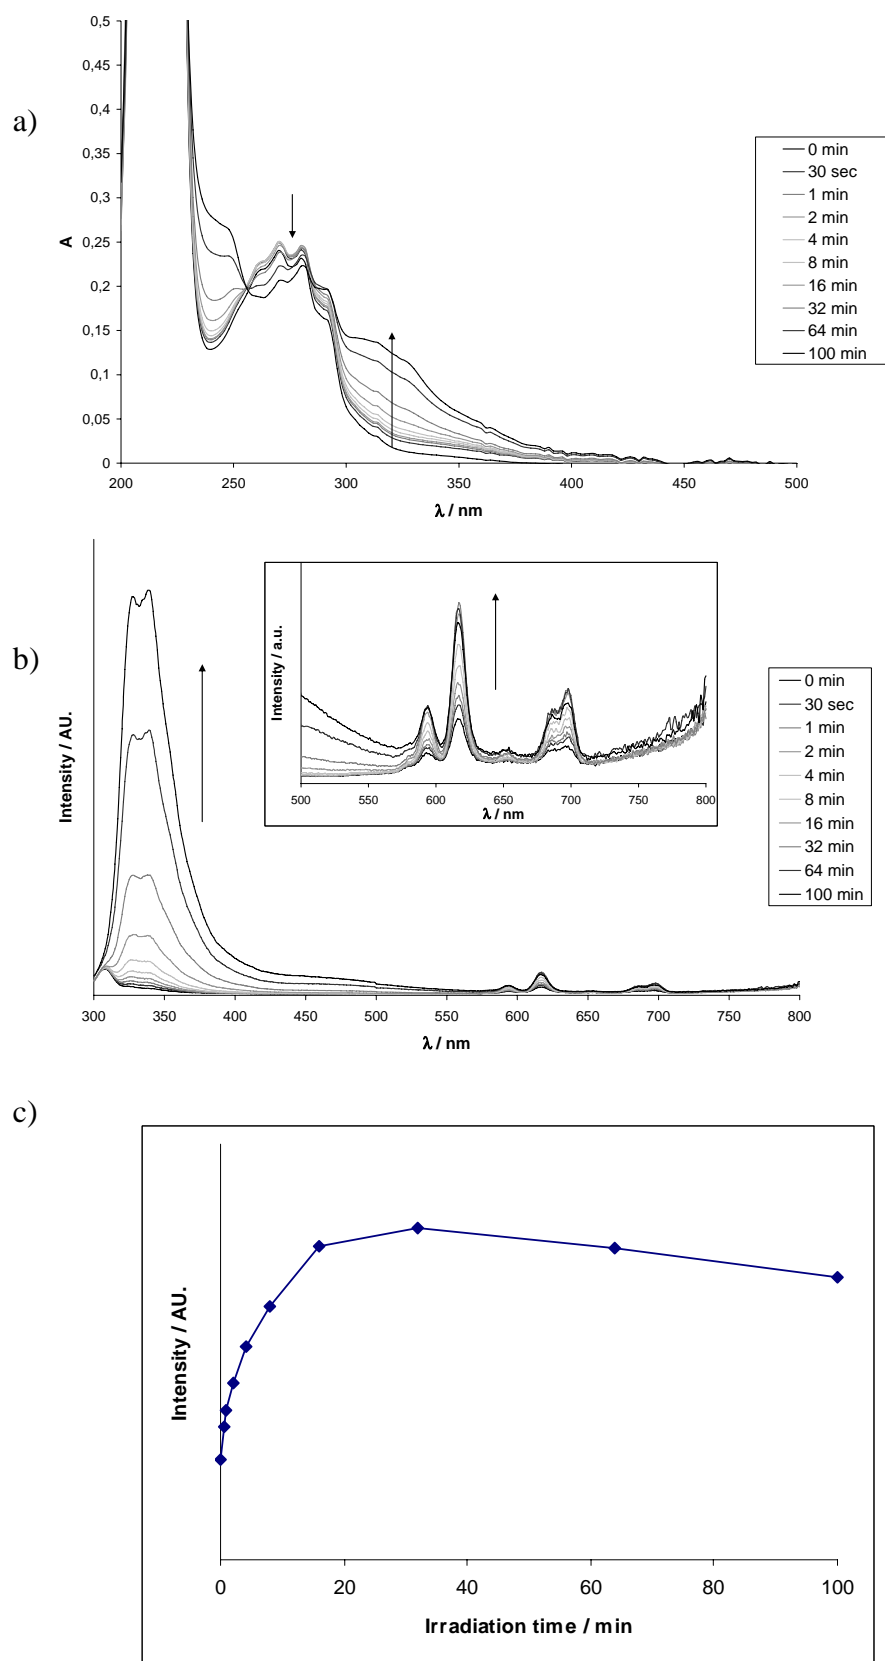 a)
0,5
0,45
0,4
0,35
0,3
0,25
0,2
0,15
0,1
0,05
0
A
200 250 300 350 400 450 500
λ / nm
0 min
30 sec
1 min
2 min
4 min
8 min
16 min
32 min
64 min
100 min
b)
Intensity / AU.
Intensity / a.u.
500 550 600 650 700 750 800
λ / nm
300 350 400 450 500 550 600 650 700 750 800
λ / nm
0 min
30 sec
1 min
2 min
4 min
8 min
16 min
32 min
64 min
100 min
c)
Intensity / AU.
0 20 40 60 80 100
Irradiation time / min